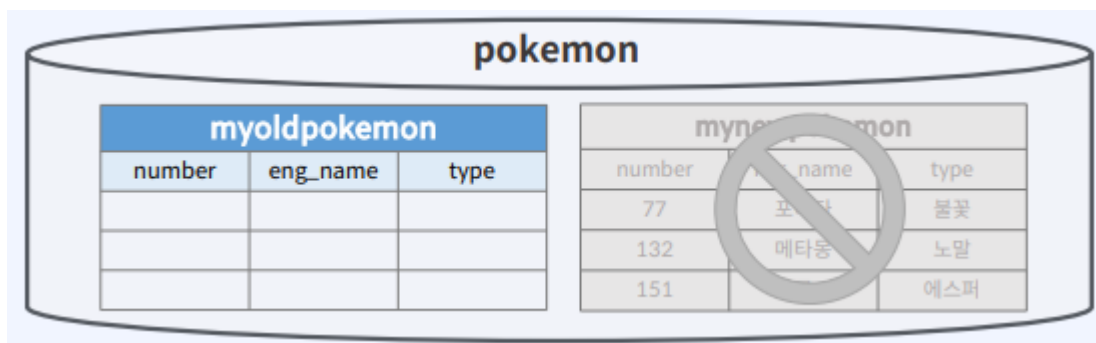 pokemon
myoldpokemon
number eng_name type
mynewpokemon
number type
77 불꽃
132 메타몽 노말
151 에스퍼